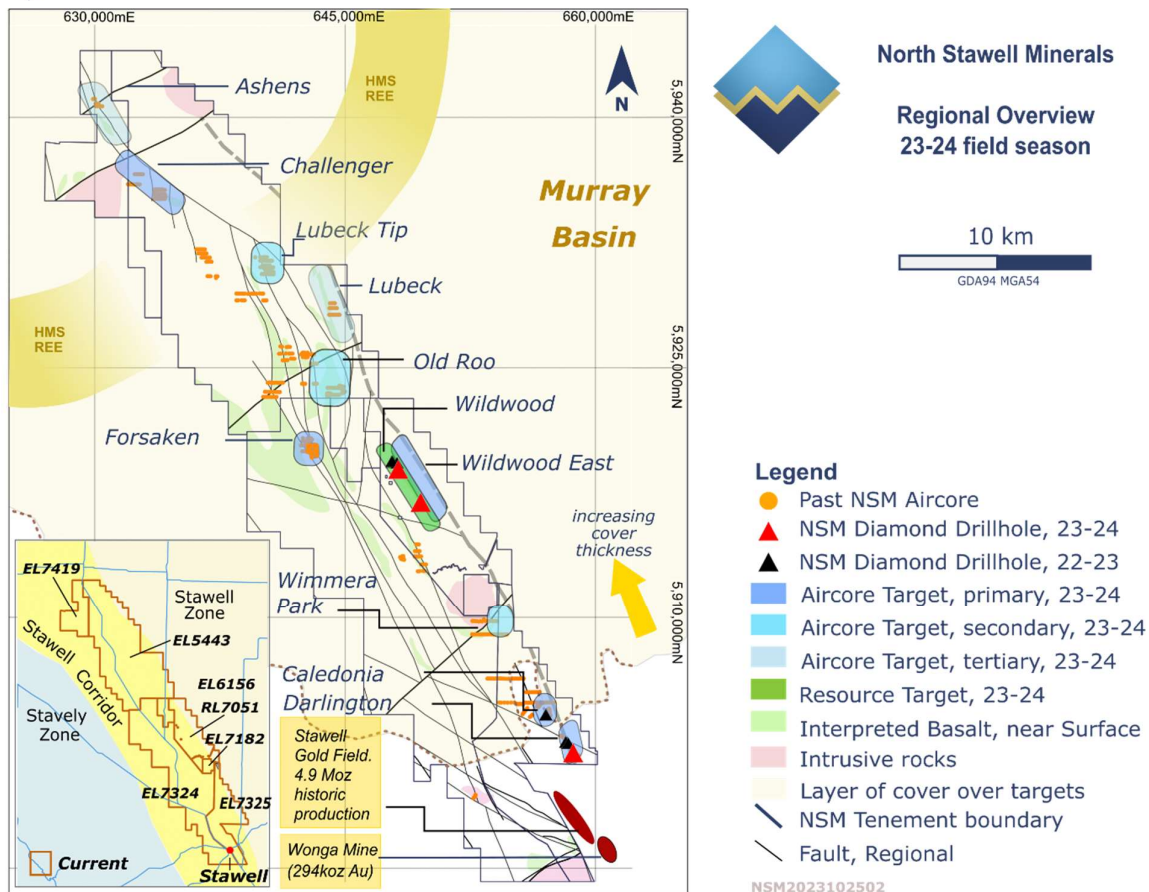 630,000mE
645,000mE
660,000mE
Ashens
HMS
REE
N
5,940,000mN
Challenger
Murray
Basin
Lubeck Tip
Lubeck
HMS
REE
5,925,000mN
Old Roo
Wildwood
Forsaken
Wildwood East
increasing
cover
thickness
Wimmera
Park
5,910,000mN
Caledonia
Darlington
Stawell
Gold Field.
4.9 Moz
historic
production
Wonga Mine
(294koz Au)
EL7419
Stawell
Zone
EL5443
Stawell Corridor
EL6156
RL7051
Stavely
Zone
EL7182
EL7324
EL7325
Current
Stawell
North Stawell Minerals
Regional Overview
23-24 field season
10 km
GDA94 MGA54
Legend
Past NSM Aircore
NSM Diamond Drillhole, 23-24
NSM Diamond Drillhole, 22-23
Aircore Target, primary, 23-24
Aircore Target, secondary, 23-24
Aircore Target, tertiary, 23-24
Resource Target, 23-24
Interpreted Basalt, near Surface
Intrusive rocks
Layer of cover over targets
NSM Tenement boundary
Fault, Regional
NSM2023102502